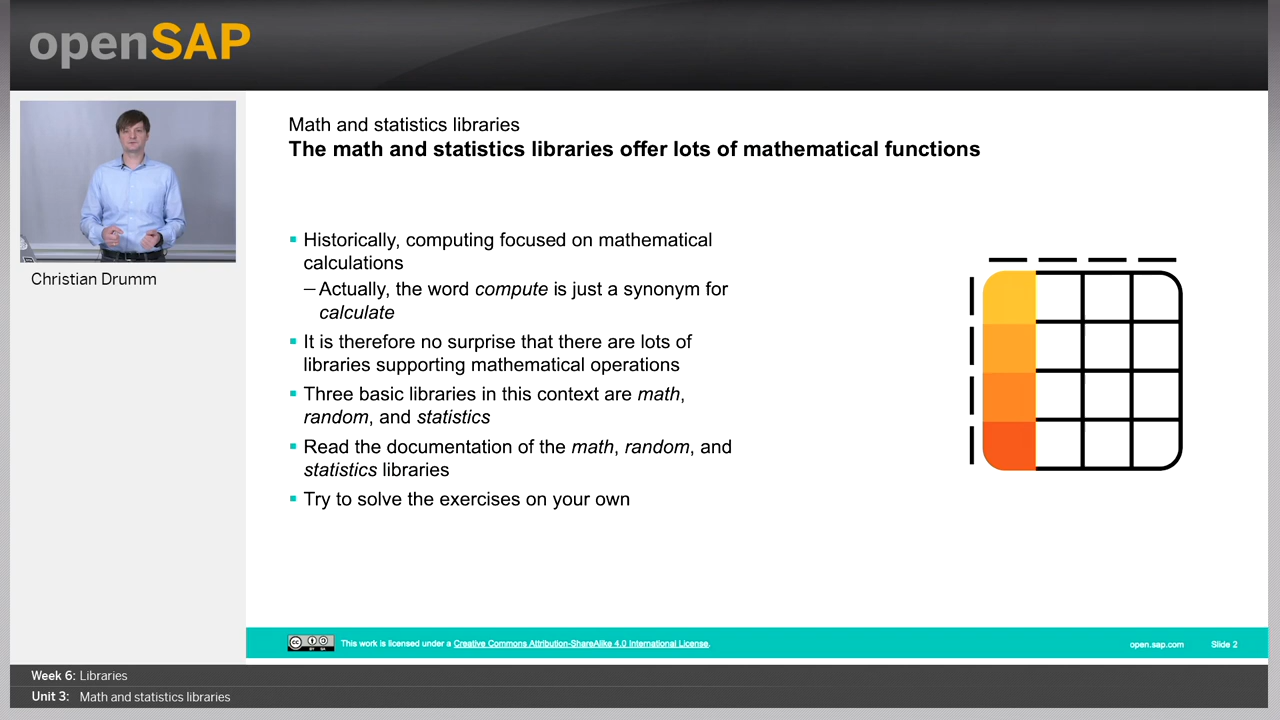 openSAP
Christian Drumm
Math and statistics libraries
The math and statistics libraries offer lots of mathematical functions
▪ Historically, computing focused on mathematical
calculations
– Actually, the word compute is just a synonym for
calculate
▪ It is therefore no surprise that there are lots of
libraries supporting mathematical operations
▪ Three basic libraries in this context are math,
random, and statistics
▪ Read the documentation of the math, random, and
statistics libraries
▪ Try to solve the exercises on your own
cc BY SA This work is licensed under a Creative Commons Attribution-ShareAlike 4.0 International License. open.sap.com Slide 2
Week 6: Libraries
Unit 3: Math and statistics libraries